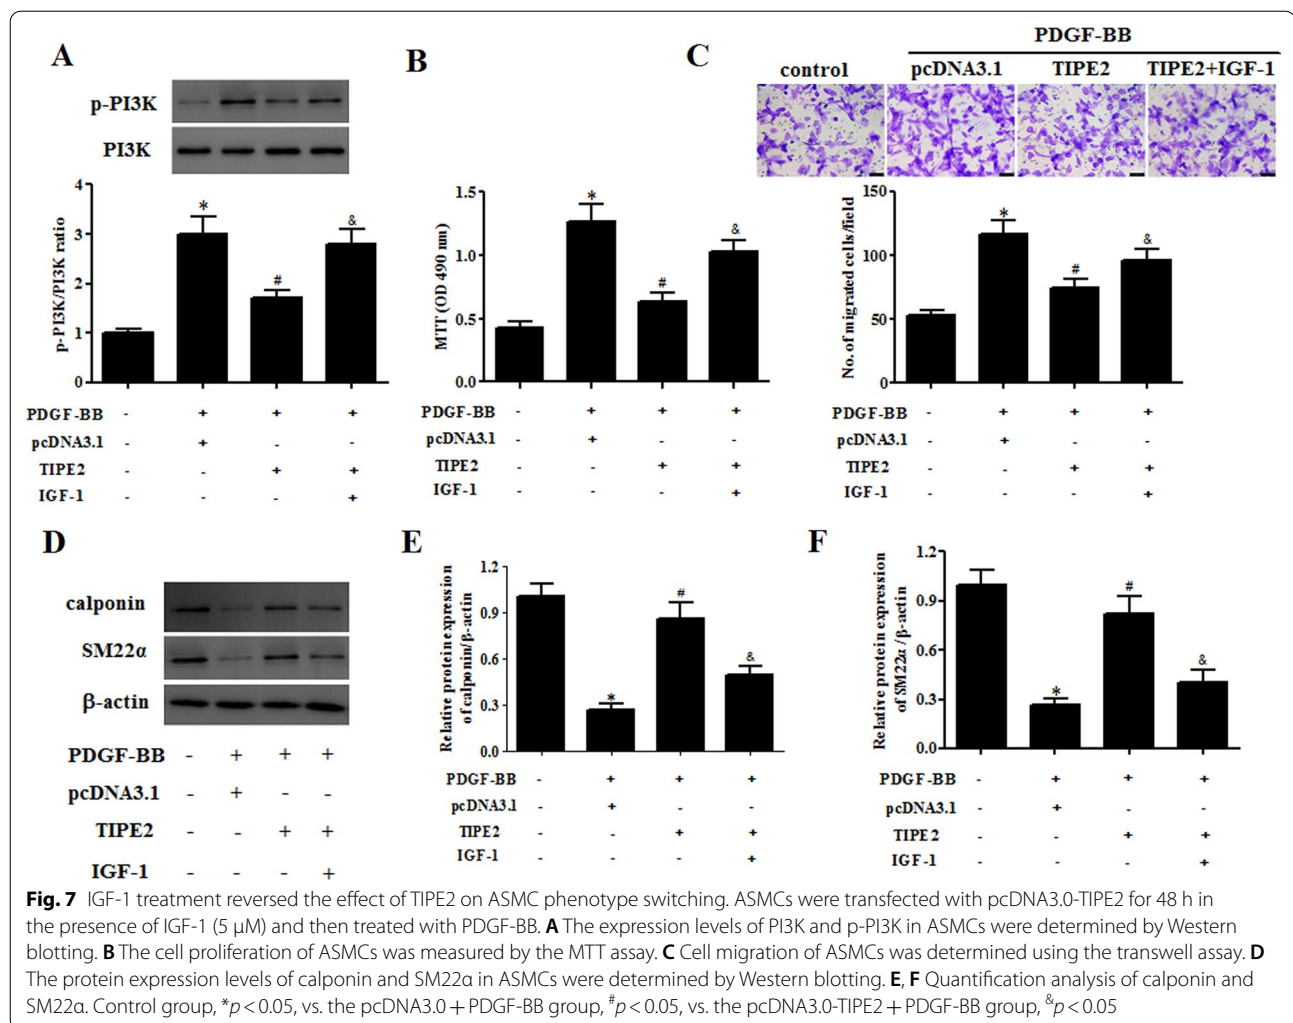 A
p-PI3K
PI3K
p-PI3K/PI3K ratio
4
3
2
1
0
*
#
&
PDGF-BB - + + +
pcDNA3.1 - + - -
TIPE2 - - + +
IGF-1 - - - +
B
MTT (OD 490 nm)
1.5
1.0
0.5
0.0
*
#
&
PDGF-BB - + + +
pcDNA3.1 - + - -
TIPE2 - - + +
IGF-1 - - - +
C
PDGF-BB
control pcDNA3.1 TIPE2 TIPE2+IGF-1
No. of migrated cells/field
150
100
50
0
*
#
&
PDGF-BB - + + +
pcDNA3.1 - + - -
TIPE2 - - + +
IGF-1 - - - +
D
calponin
SM22α
β-actin
PDGF-BB - + + +
pcDNA3.1 - + - -
TIPE2 - - + +
IGF-1 - - - +
E
Relative protein expression
of calponin/β-actin
1.2
0.9
0.6
0.3
0.0
*
#
&
PDGF-BB - + + +
pcDNA3.1 - + - -
TIPE2 - - + +
IGF-1 - - - +
F
Relative protein expression
of SM22α/β-actin
1.2
0.9
0.6
0.3
0.0
*
#
&
PDGF-BB - + + +
pcDNA3.1 - + - -
TIPE2 - - + +
IGF-1 - - - +
Fig. 7 IGF-1 treatment reversed the effect of TIPE2 on ASMC phenotype switching. ASMCs were transfected with pcDNA3.0-TIPE2 for 48 h in
the presence of IGF-1 (5 μM) and then treated with PDGF-BB. A The expression levels of PI3K and p-PI3K in ASMCs were determined by Western
blotting. B The cell proliferation of ASMCs was measured by the MTT assay. C Cell migration of ASMCs was determined using the transwell assay. D
The protein expression levels of calponin and SM22α in ASMCs were determined by Western blotting. E, F Quantification analysis of calponin and
SM22α. Control group, *p < 0.05, vs. the pcDNA3.0 + PDGF-BB group, #p < 0.05, vs. the pcDNA3.0-TIPE2 + PDGF-BB group, &p < 0.05